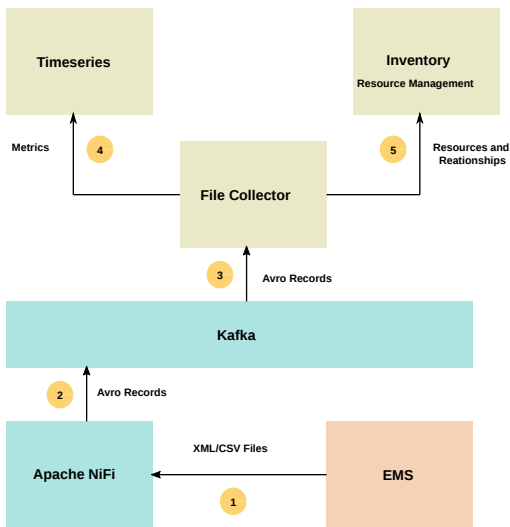 Timeseries
Inventory
Resource Management
Metrics
4
5
Resources and
Reationships
File Collector
3
Avro Records
Kafka
2
Avro Records
XML/CSV Files
Apache NiFi
EMS
1